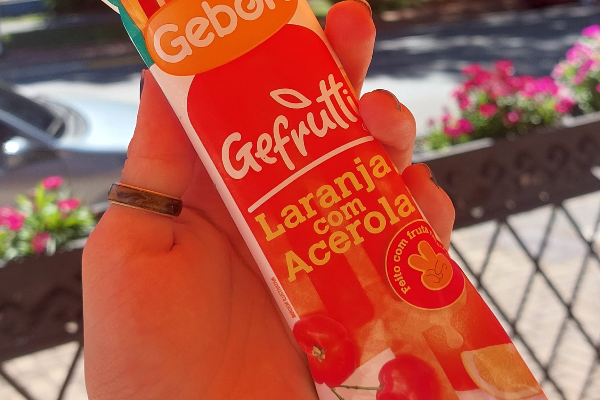 Gebon
Gefrutti
Laranja
com
Acerola
Feito com fruta